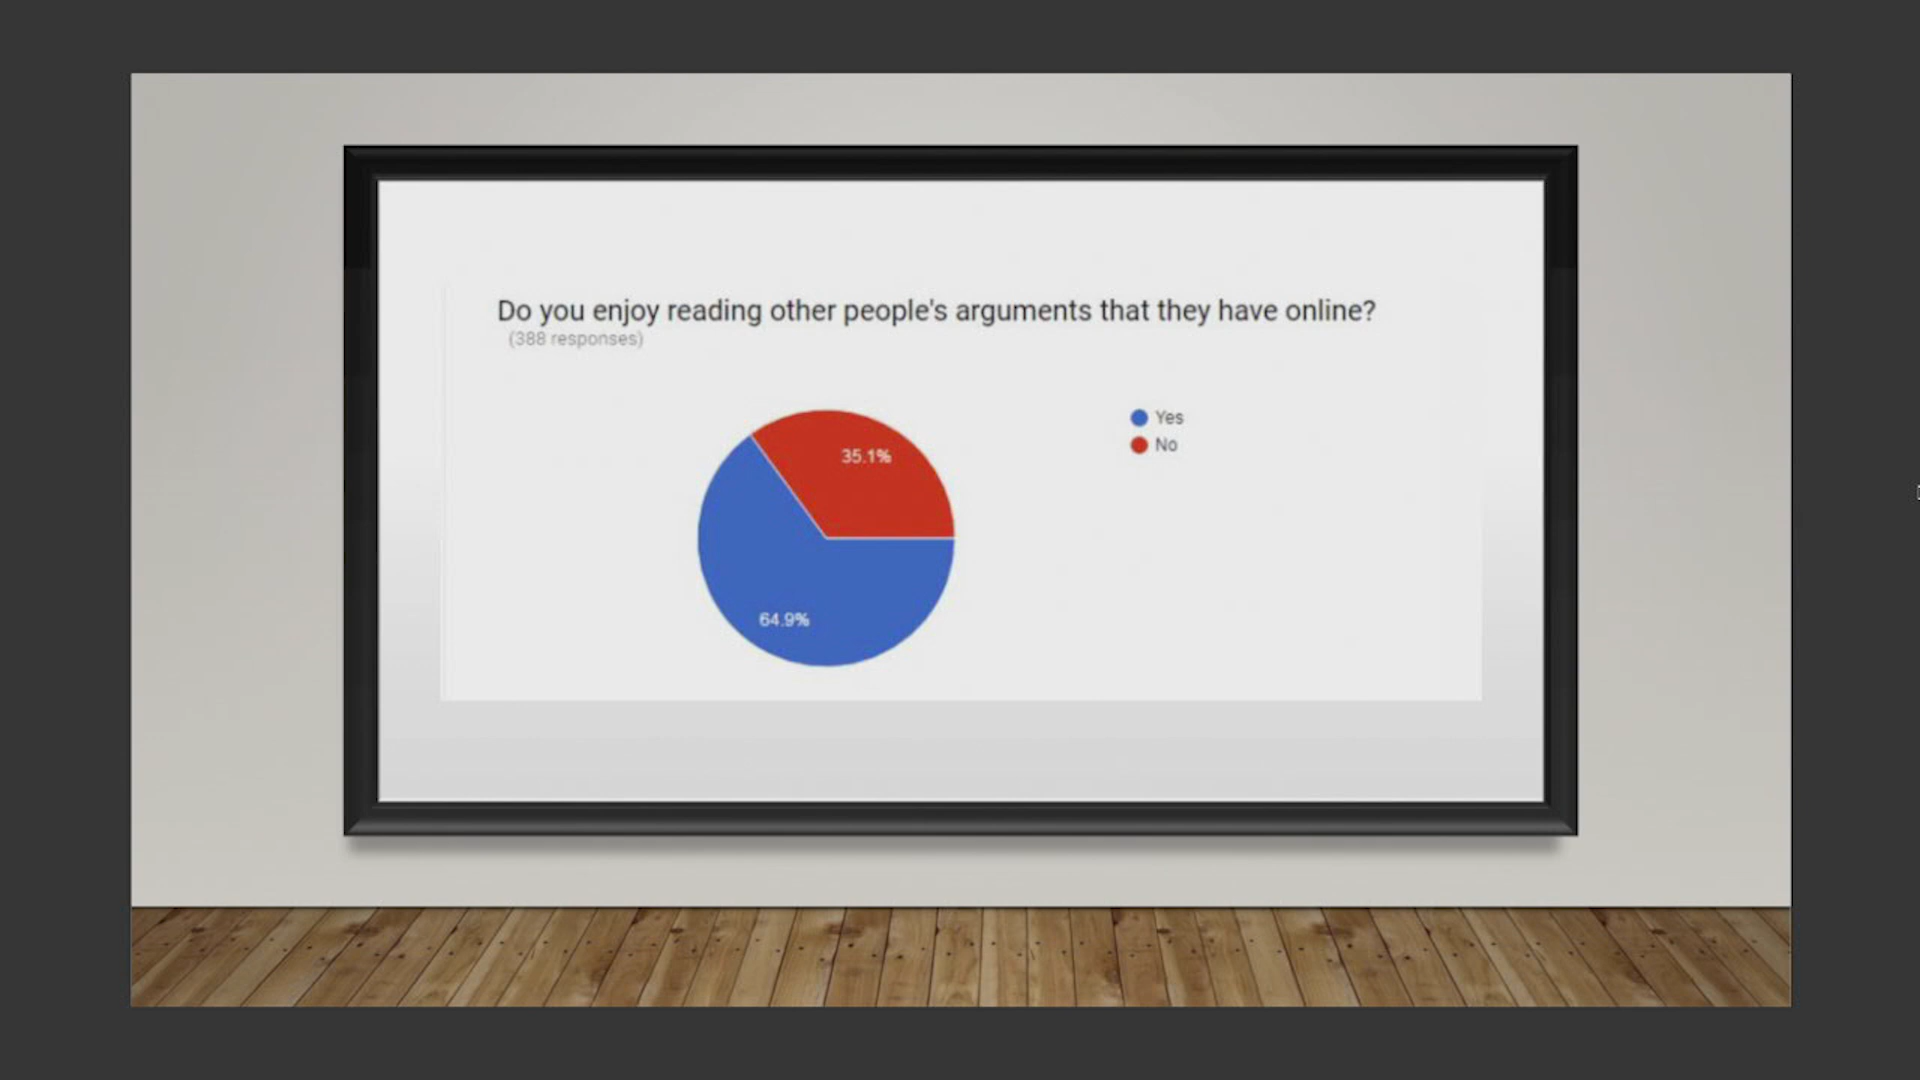 Do you enjoy reading other people's arguments that they have online?
(388 responses)
Yes
No
35.1%
64.9%